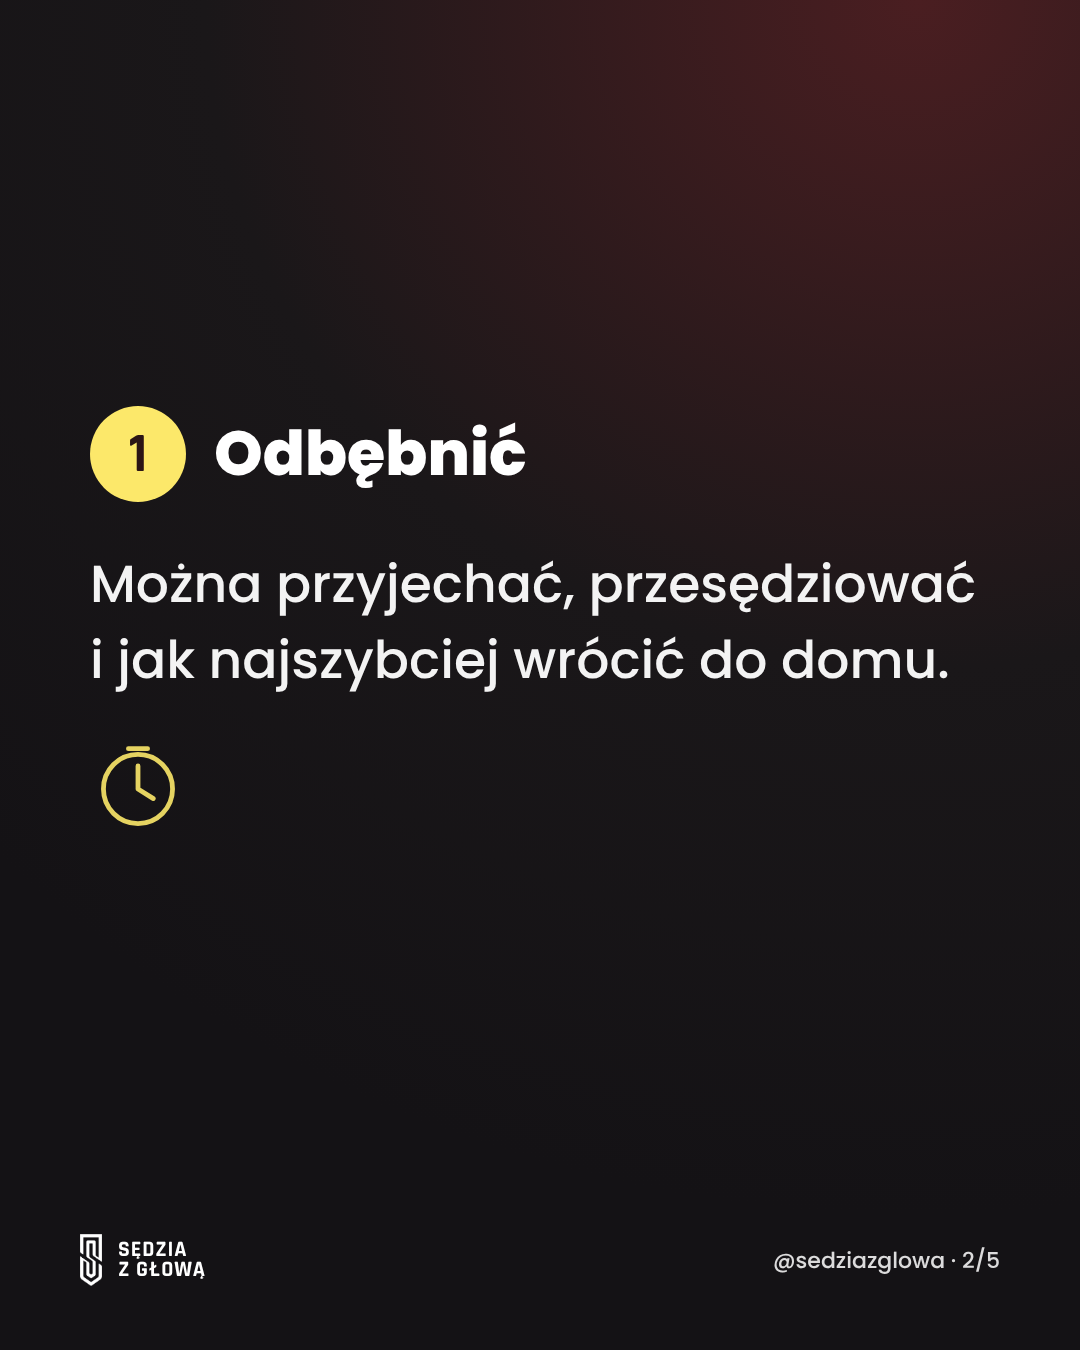 1 Odbębnić
Można przyjechać, przesędziować
i jak najszybciej wrócić do domu.
SĘDZIA
Z GŁOWĄ
@sedziazglowa · 2/5